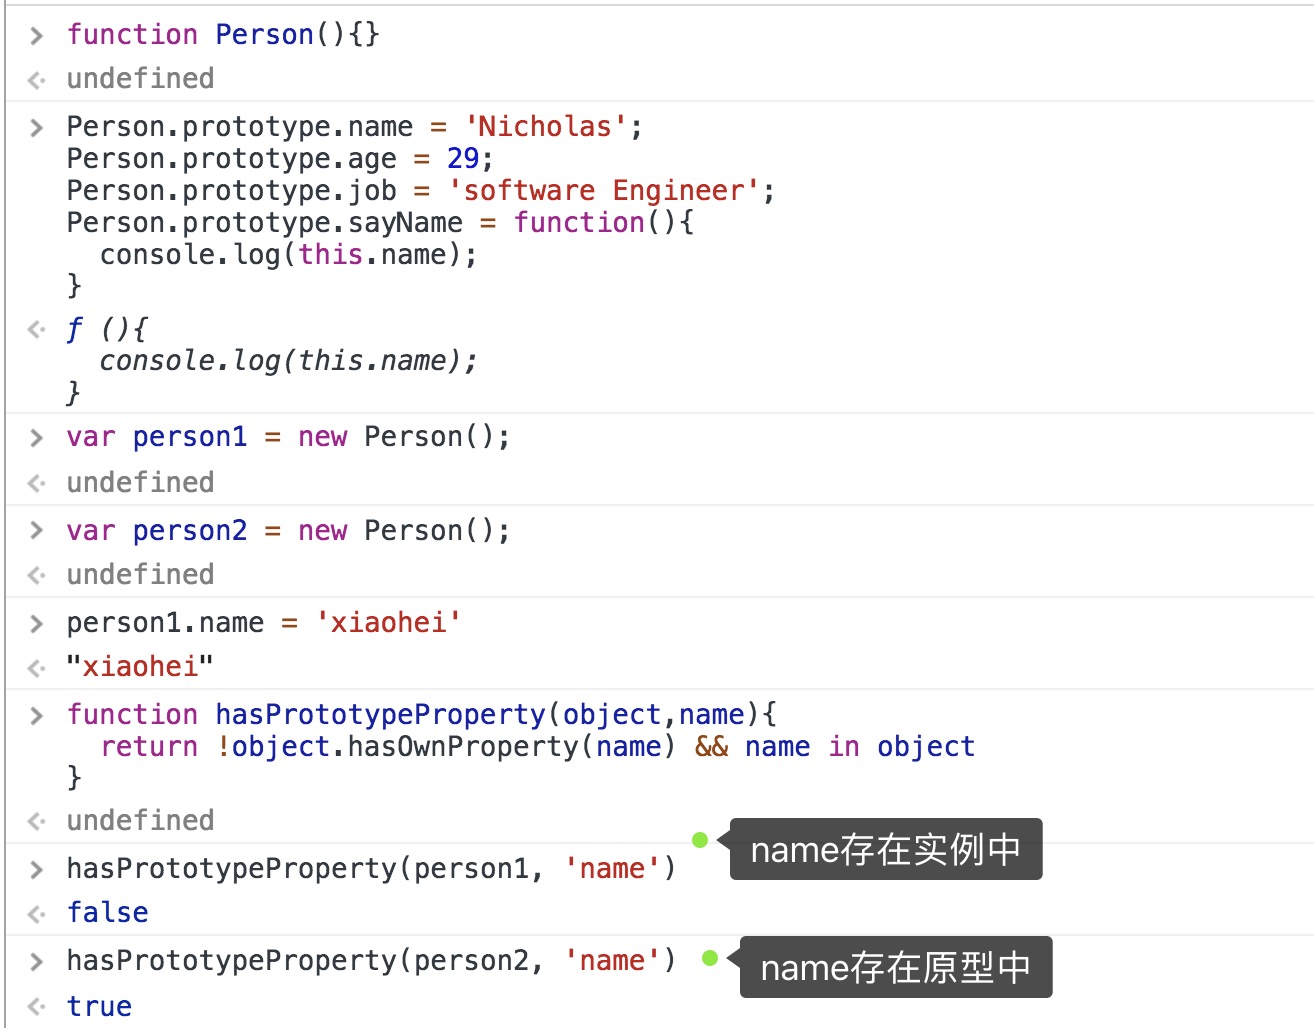 > function Person(){}
<· undefined
> Person.prototype.name = 'Nicholas';
Person.prototype.age = 29;
Person.prototype.job = 'software Engineer';
Person.prototype.sayName = function(){
  console.log(this.name);
}
<· ƒ (){
  console.log(this.name);
}
> var person1 = new Person();
<· undefined
> var person2 = new Person();
<· undefined
> person1.name = 'xiaohei'
<· "xiaohei"
> function hasPrototypeProperty(object,name){
  return !object.hasOwnProperty(name) && name in object
}
<· undefined
> hasPrototypeProperty(person1, 'name')
name存在实例中
<· false
> hasPrototypeProperty(person2, 'name')
name存在原型中
<· true